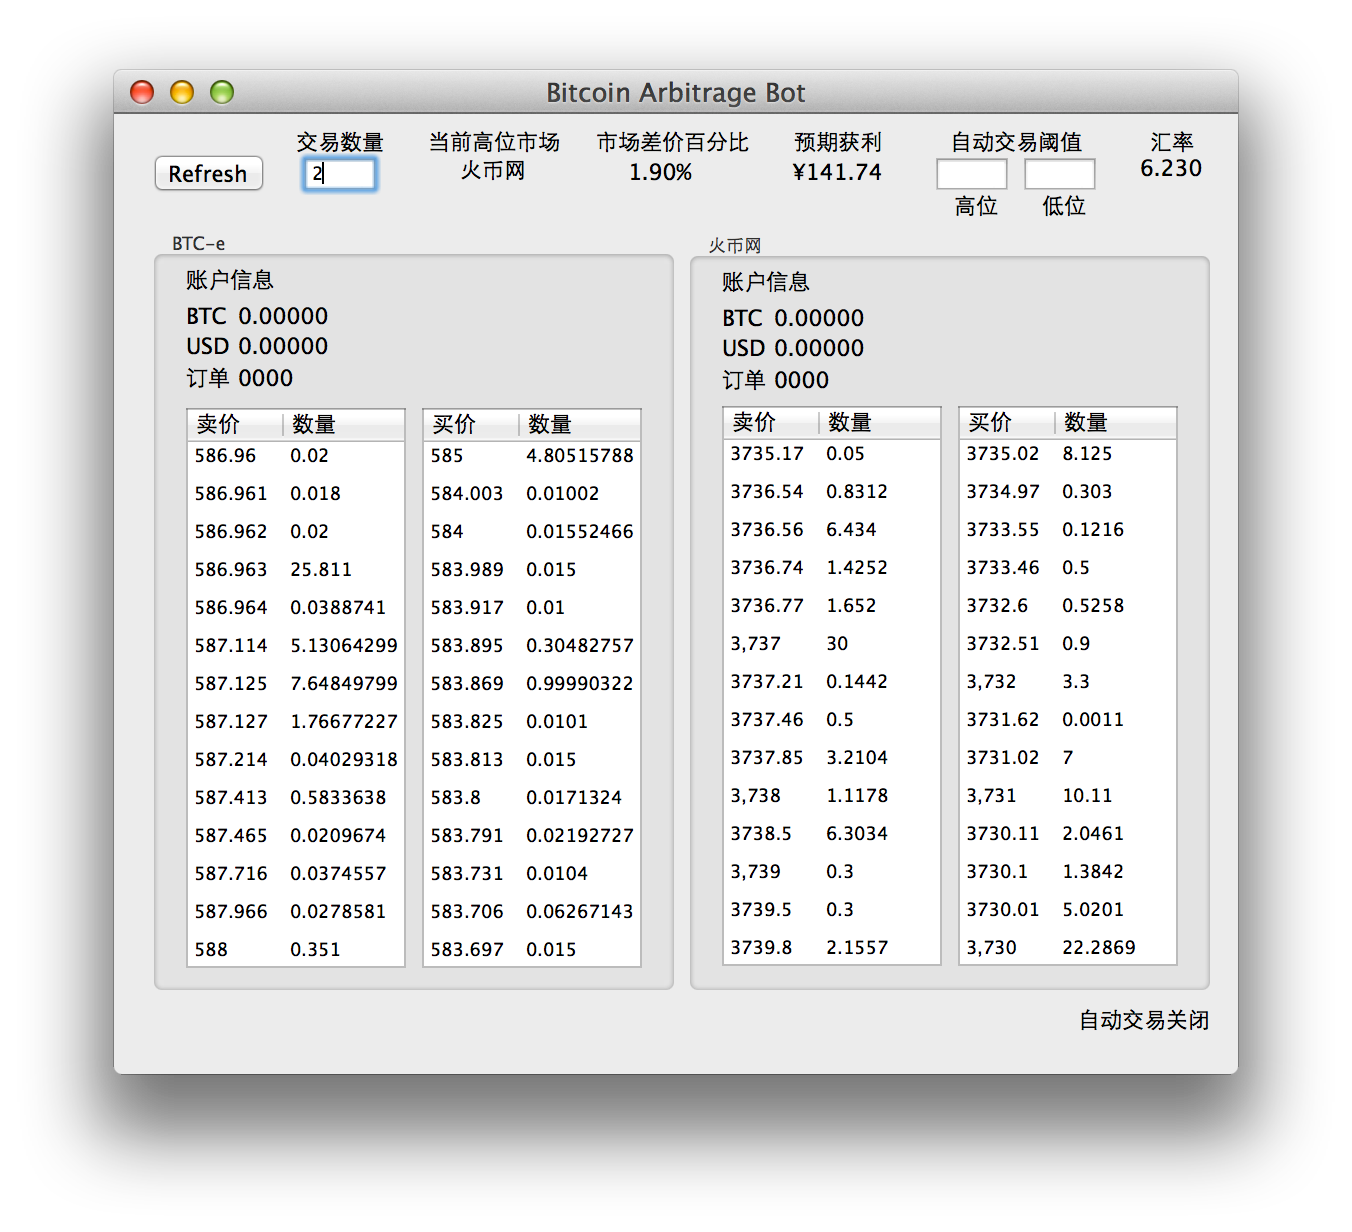 Bitcoin Arbitrage Bot
交易数量 当前高位市场 市场差价百分比 预期获利 自动交易阈值 汇率
Refresh 2 火币网 1.90% ¥141.74 6.230
高位 低位
BTC-e
账户信息
BTC 0.00000
USD 0.00000
订单 0000
卖价 数量 买价 数量
586.96 0.02 585 4.80515788
586.961 0.018 584.003 0.01002
586.962 0.02 584 0.01552466
586.963 25.811 583.989 0.015
586.964 0.0388741 583.917 0.01
587.114 5.13064299 583.895 0.30482757
587.125 7.64849799 583.869 0.99990322
587.127 1.76677227 583.825 0.0101
587.214 0.04029318 583.813 0.015
587.413 0.5833638 583.8 0.0171324
587.465 0.0209674 583.791 0.02192727
587.716 0.0374557 583.731 0.0104
587.966 0.0278581 583.706 0.06267143
588 0.351 583.697 0.015
火币网
账户信息
BTC 0.00000
USD 0.00000
订单 0000
卖价 数量 买价 数量
3735.17 0.05 3735.02 8.125
3736.54 0.8312 3734.97 0.303
3736.56 6.434 3733.55 0.1216
3736.74 1.4252 3733.46 0.5
3736.77 1.652 3732.6 0.5258
3,737 30 3732.51 0.9
3737.21 0.1442 3,732 3.3
3737.46 0.5 3731.62 0.0011
3737.85 3.2104 3731.02 7
3,738 1.1178 3,731 10.11
3738.5 6.3034 3730.11 2.0461
3,739 0.3 3730.1 1.3842
3739.5 0.3 3730.01 5.0201
3739.8 2.1557 3,730 22.2869
自动交易关闭